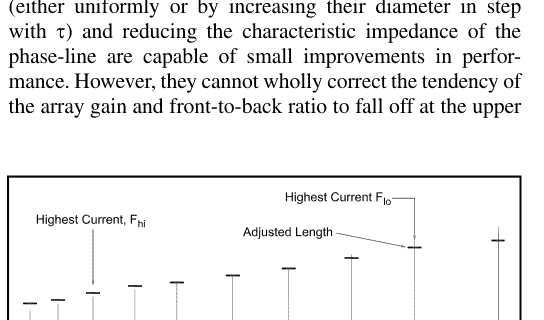 (either uniformly or by increasing their diameter in step
with τ) and reducing the characteristic impedance of the
phase-line are capable of small improvements in perfor-
mance. However, they cannot wholly correct the tendency of
the array gain and front-to-back ratio to fall off at the upper
Highest Current Flo
Highest Current, Fhi
Adjusted Length